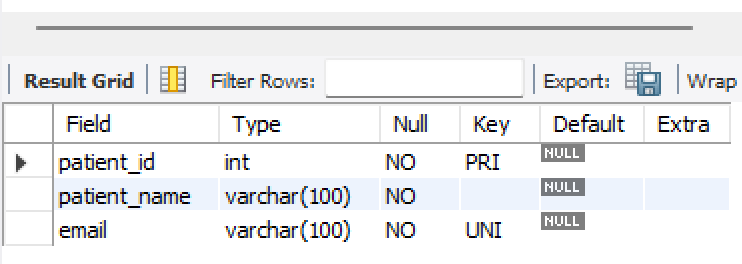 Result Grid Filter Rows: Export: Wrap
Field Type Null Key Default Extra
patient_id int NO PRI NULL
patient_name varchar(100) NO NULL
email varchar(100) NO UNI NULL